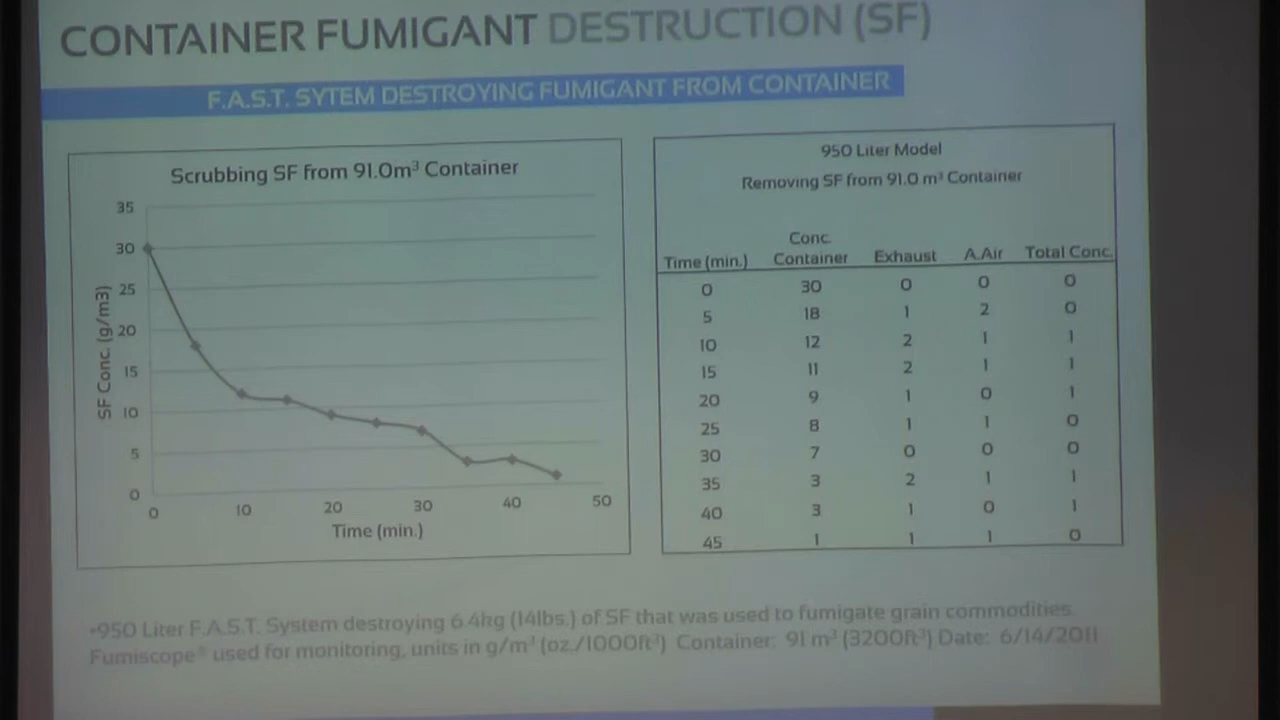 CONTAINER FUMIGANT DESTRUCTION (SF)
F.A.S.T. SYTEM DESTROYING FUMIGANT FROM CONTAINER
Scrubbing SF from 91.0m³ Container
35
30
25
20
15
10
5
0
SF Conc. (g/m3)
0 10 20 30 40 50
Time (min.)
950 Liter Model
Removing SF from 91.0 m³ Container
Conc.
Time (min.) Container Exhaust A.Air Total Conc.
0 30 0 0 0
5 18 1 2 0
10 12 2 1 1
15 11 2 1 1
20 9 1 0 1
25 8 1 1 0
30 7 0 0 0
35 3 2 1 1
40 3 1 0 1
45 1 1 1 0
•950 Liter F.A.S.T. System destroying 6.4kg (14lbs.) of SF that was used to fumigate grain commodities.
Fumiscope® used for monitoring, units in g/m³ (oz./1000ft³) Container: 91 m³ (3200ft³) Date: 6/14/2011